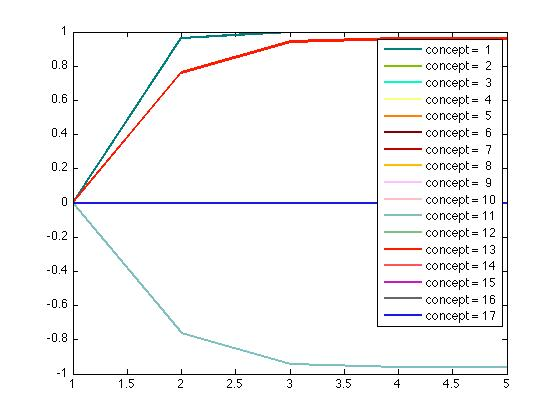 1
0.8
0.6
0.4
0.2
0
-0.2
-0.4
-0.6
-0.8
-1
1 1.5 2 2.5 3 3.5 4 4.5 5
concept = 1
concept = 2
concept = 3
concept = 4
concept = 5
concept = 6
concept = 7
concept = 8
concept = 9
concept = 10
concept = 11
concept = 12
concept = 13
concept = 14
concept = 15
concept = 16
concept = 17